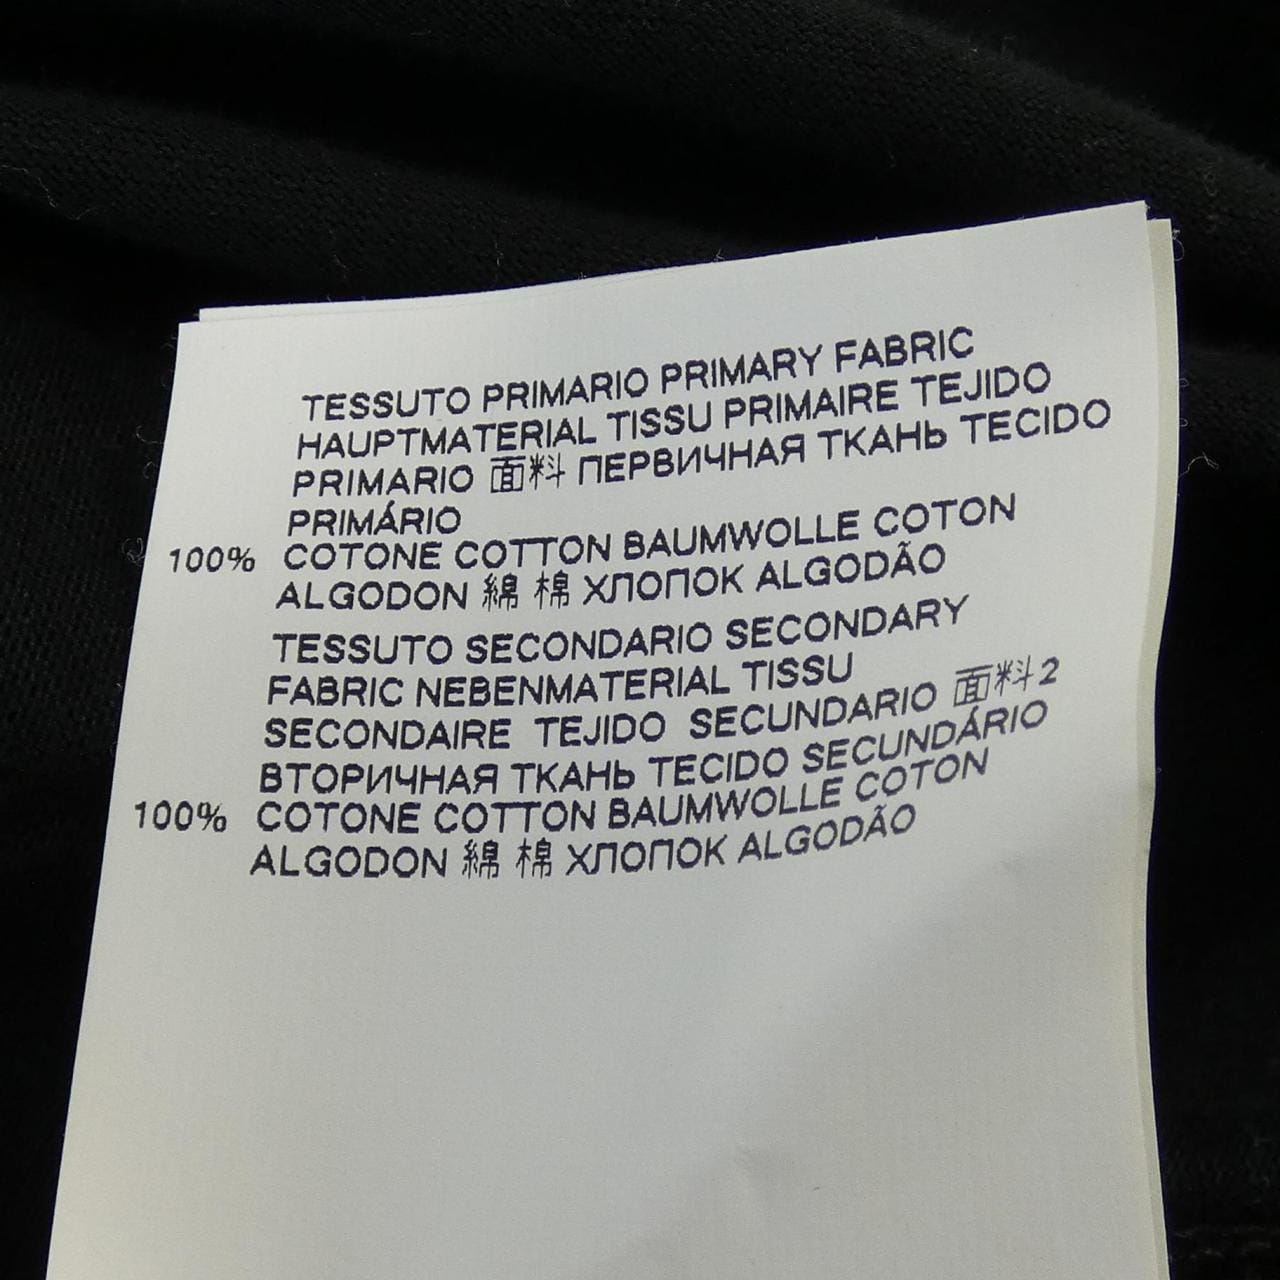 TESSUTO PRIMARIO PRIMARY FABRIC
HAUPTMATERIAL TISSU PRIMAIRE TEJIDO
PRIMARIO 面料 ПЕРВИЧНАЯ ТКАНЬ TECIDO
PRIMÁRIO
100% COTONE COTTON BAUMWOLLE COTON
ALGODON 綿 棉 ХЛОПОК ALGODÃO
TESSUTO SECONDARIO SECONDARY
FABRIC NEBENMATERIAL TISSU
SECONDAIRE TEJIDO SECUNDARIO 面料2
ВТОРИЧНАЯ ТКАНЬ TECIDO SECUNDÁRIO
100% COTONE COTTON BAUMWOLLE COTON
ALGODON 綿 棉 ХЛОПОК ALGODÃO